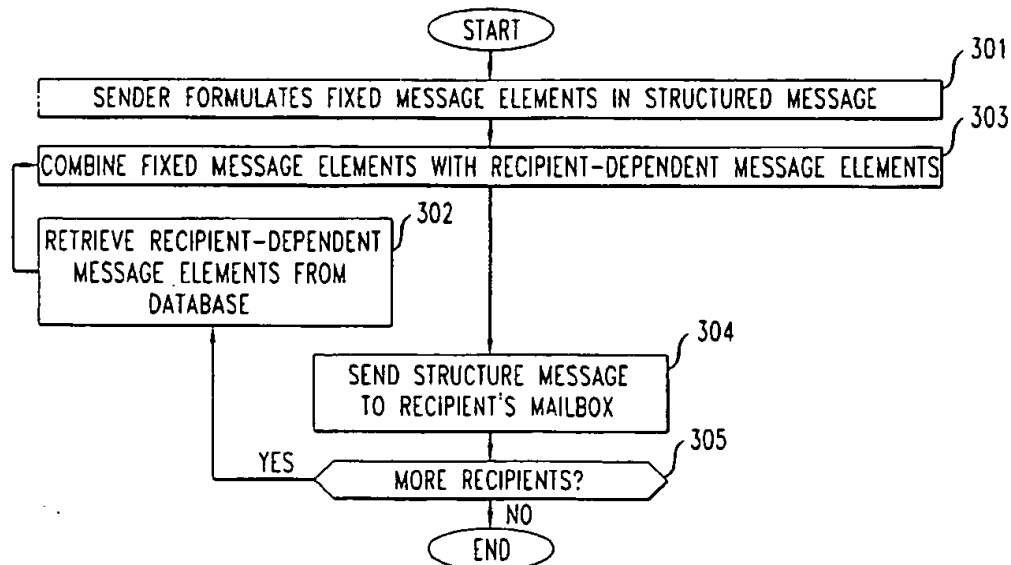 START
301
SENDER FORMULATES FIXED MESSAGE ELEMENTS IN STRUCTURED MESSAGE
303
COMBINE FIXED MESSAGE ELEMENTS WITH RECIPIENT-DEPENDENT MESSAGE ELEMENTS
302
RETRIEVE RECIPIENT-DEPENDENT
MESSAGE ELEMENTS FROM
DATABASE
304
SEND STRUCTURE MESSAGE
TO RECIPIENT'S MAILBOX
305
YES
MORE RECIPIENTS?
NO
END